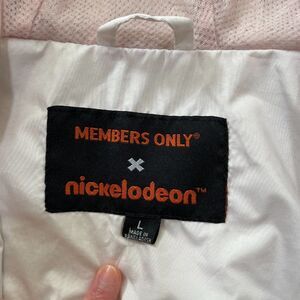 MEMBERS ONLY®
X
nickelodeon™
L
MADE IN